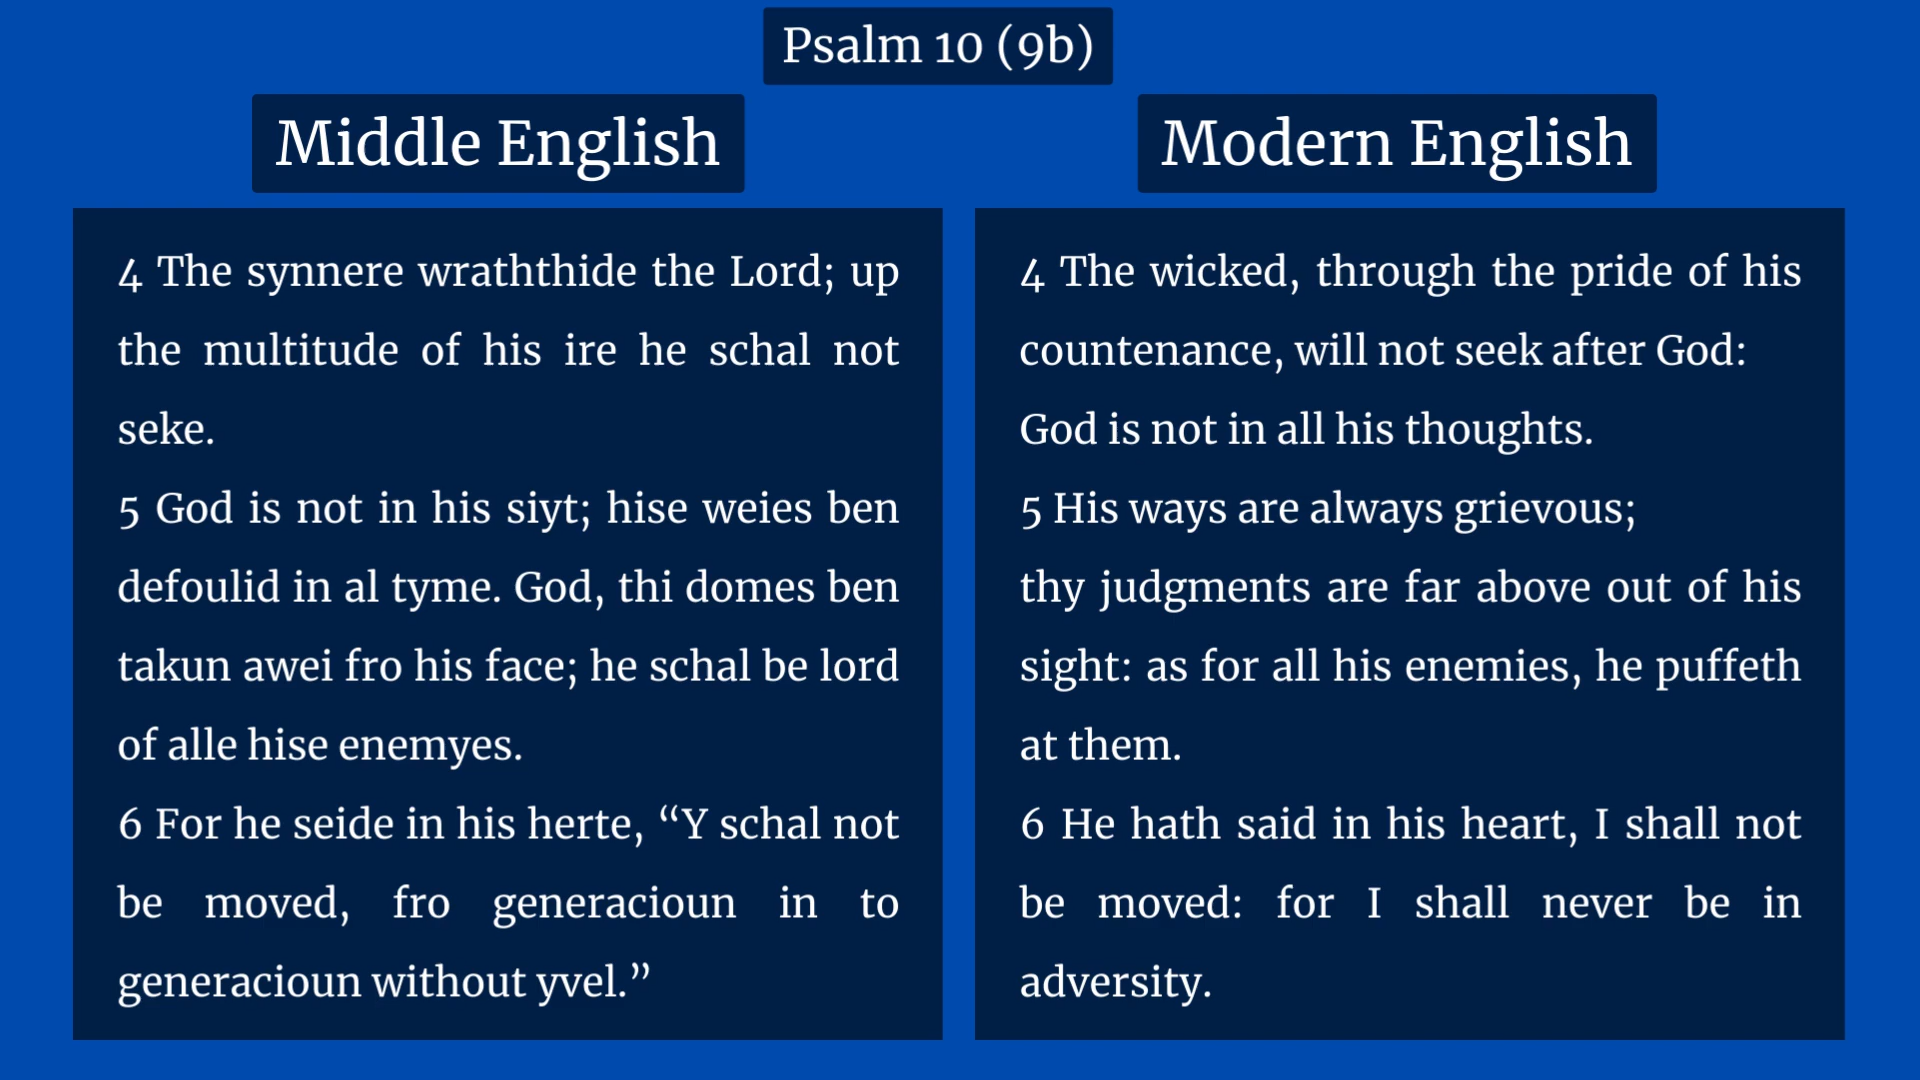 Psalm 10 (9b)
Middle English
4 The synnere wraththide the Lord; up
the multitude of his ire he schal not
seke.
5 God is not in his siyt; hise weies ben
defoulid in al tyme. God, thi domes ben
takun awei fro his face; he schal be lord
of alle hise enemyes.
6 For he seide in his herte, “Y schal not
be moved, fro generacioun in to
generacioun without yvel.”
Modern English
4 The wicked, through the pride of his
countenance, will not seek after God:
God is not in all his thoughts.
5 His ways are always grievous;
thy judgments are far above out of his
sight: as for all his enemies, he puffeth
at them.
6 He hath said in his heart, I shall not
be moved: for I shall never be in
adversity.